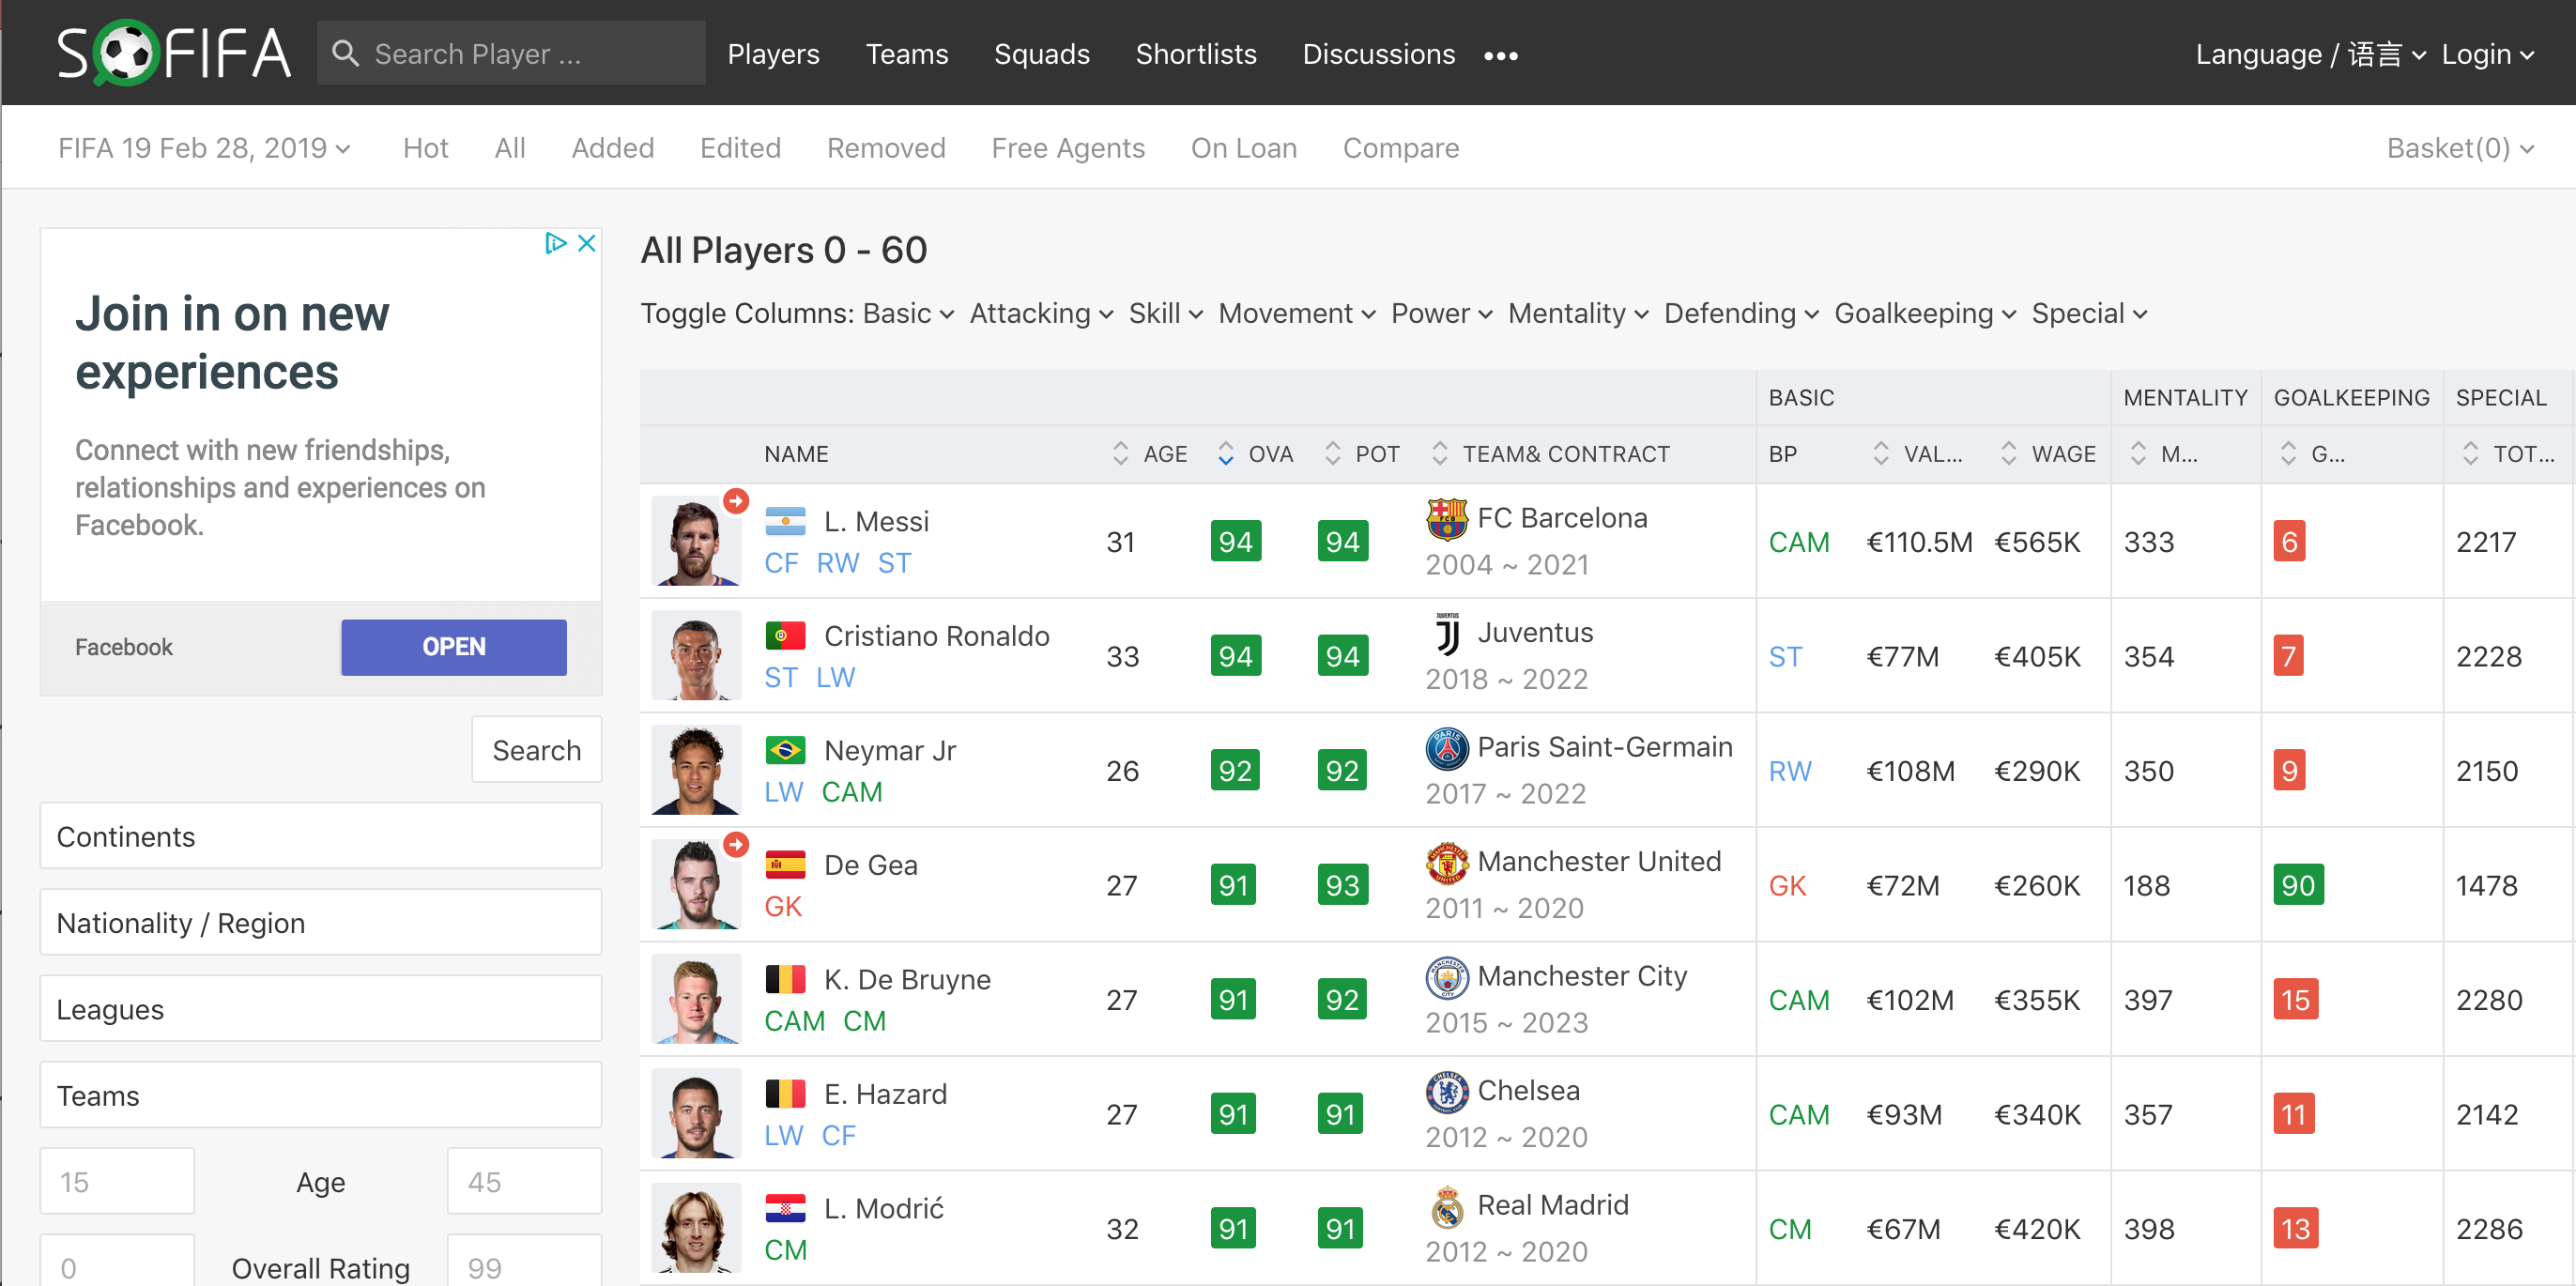 SOFIFA Search Player ... Players Teams Squads Shortlists Discussions ••• Language / 语言 Login
FIFA 19 Feb 28, 2019 Hot All Added Edited Removed Free Agents On Loan Compare Basket(0)
Join in on new
experiences
Connect with new friendships,
relationships and experiences on
Facebook.
Facebook OPEN
Search
Continents
Nationality / Region
Leagues
Teams
15 Age 45
0 Overall Rating 99
All Players 0 - 60
Toggle Columns: Basic Attacking Skill Movement Power Mentality Defending Goalkeeping Special
BASIC MENTALITY GOALKEEPING SPECIAL
NAME AGE OVA POT TEAM& CONTRACT BP VAL... WAGE M... G... TOT...
L. Messi FC Barcelona
31 94 94 CAM €110.5M €565K 333 6 2217
CF RW ST 2004 ~ 2021
Cristiano Ronaldo Juventus
33 94 94 ST €77M €405K 354 7 2228
ST LW 2018 ~ 2022
Neymar Jr Paris Saint-Germain
26 92 92 RW €108M €290K 350 9 2150
LW CAM 2017 ~ 2022
De Gea Manchester United
27 91 93 GK €72M €260K 188 90 1478
GK 2011 ~ 2020
K. De Bruyne Manchester City
27 91 92 CAM €102M €355K 397 15 2280
CAM CM 2015 ~ 2023
E. Hazard Chelsea
27 91 91 CAM €93M €340K 357 11 2142
LW CF 2012 ~ 2020
L. Modrić Real Madrid
32 91 91 CM €67M €420K 398 13 2286
CM 2012 ~ 2020